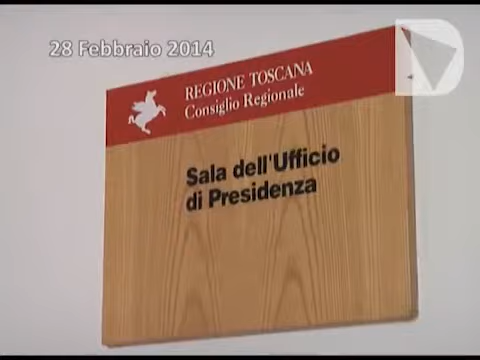 28 Febbraio 2014
REGIONE TOSCANA
Consiglio Regionale
Sala dell'Ufficio
di Presidenza